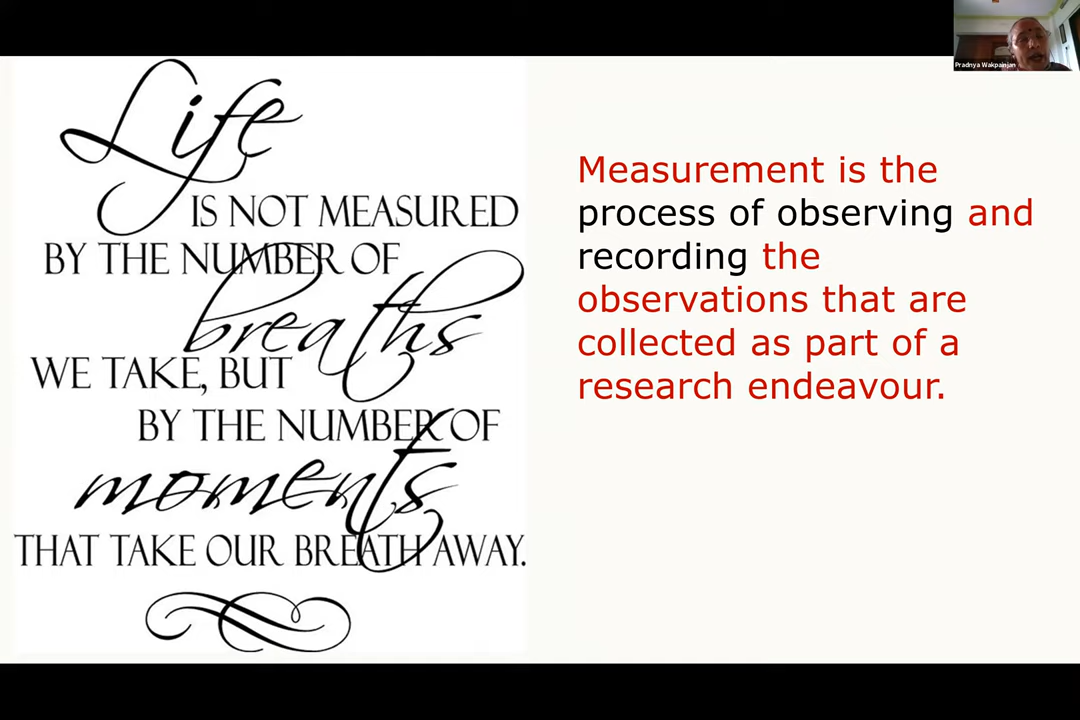 Life
IS NOT MEASURED
BY THE NUMBER OF
breaths
WE TAKE, BUT
BY THE NUMBER OF
moments
THAT TAKE OUR BREATH AWAY.
Measurement is the
process of observing and
recording the
observations that are
collected as part of a
research endeavour.
Pradnya Wakpainjan